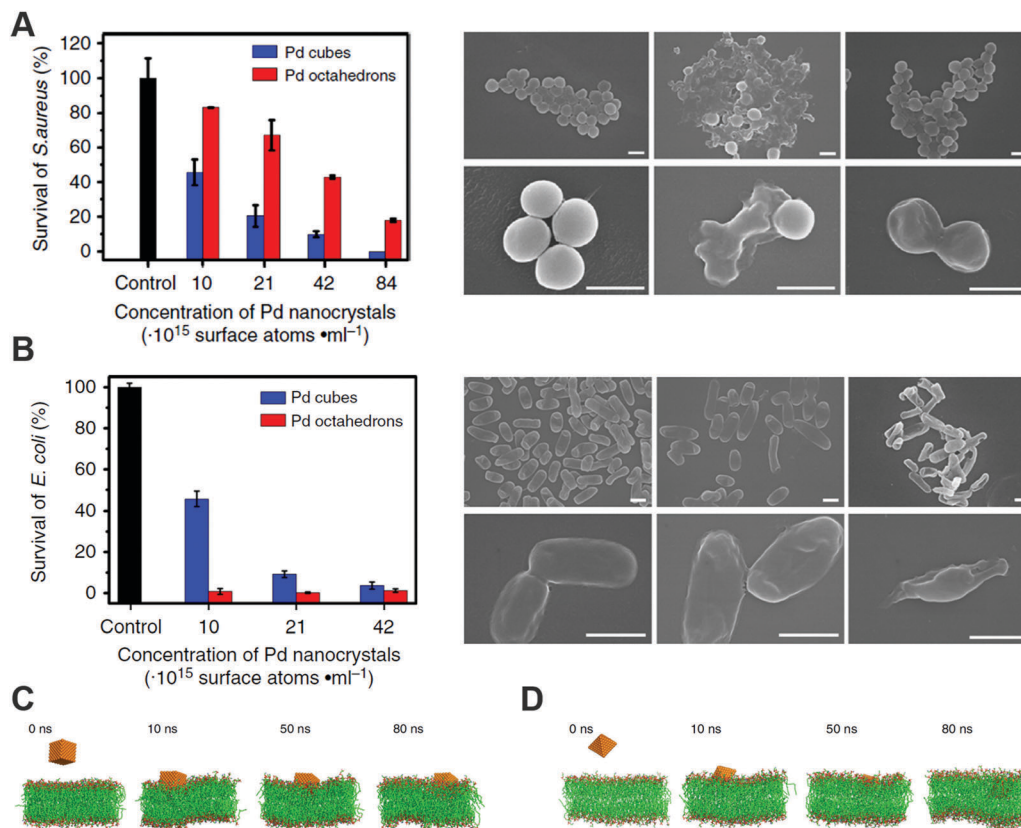 A
120
100
80
60
40
20
0
Survival of S.aureus (%)
Pd cubes
Pd octahedrons
Control 10 21 42 84
Concentration of Pd nanocrystals
(·10¹⁵ surface atoms •ml⁻¹)
B
100
80
60
40
20
0
Survival of E. coli (%)
Pd cubes
Pd octahedrons
Control 10 21 42
Concentration of Pd nanocrystals
(·10¹⁵ surface atoms •ml⁻¹)
C
0 ns 10 ns 50 ns 80 ns
D
0 ns 10 ns 50 ns 80 ns